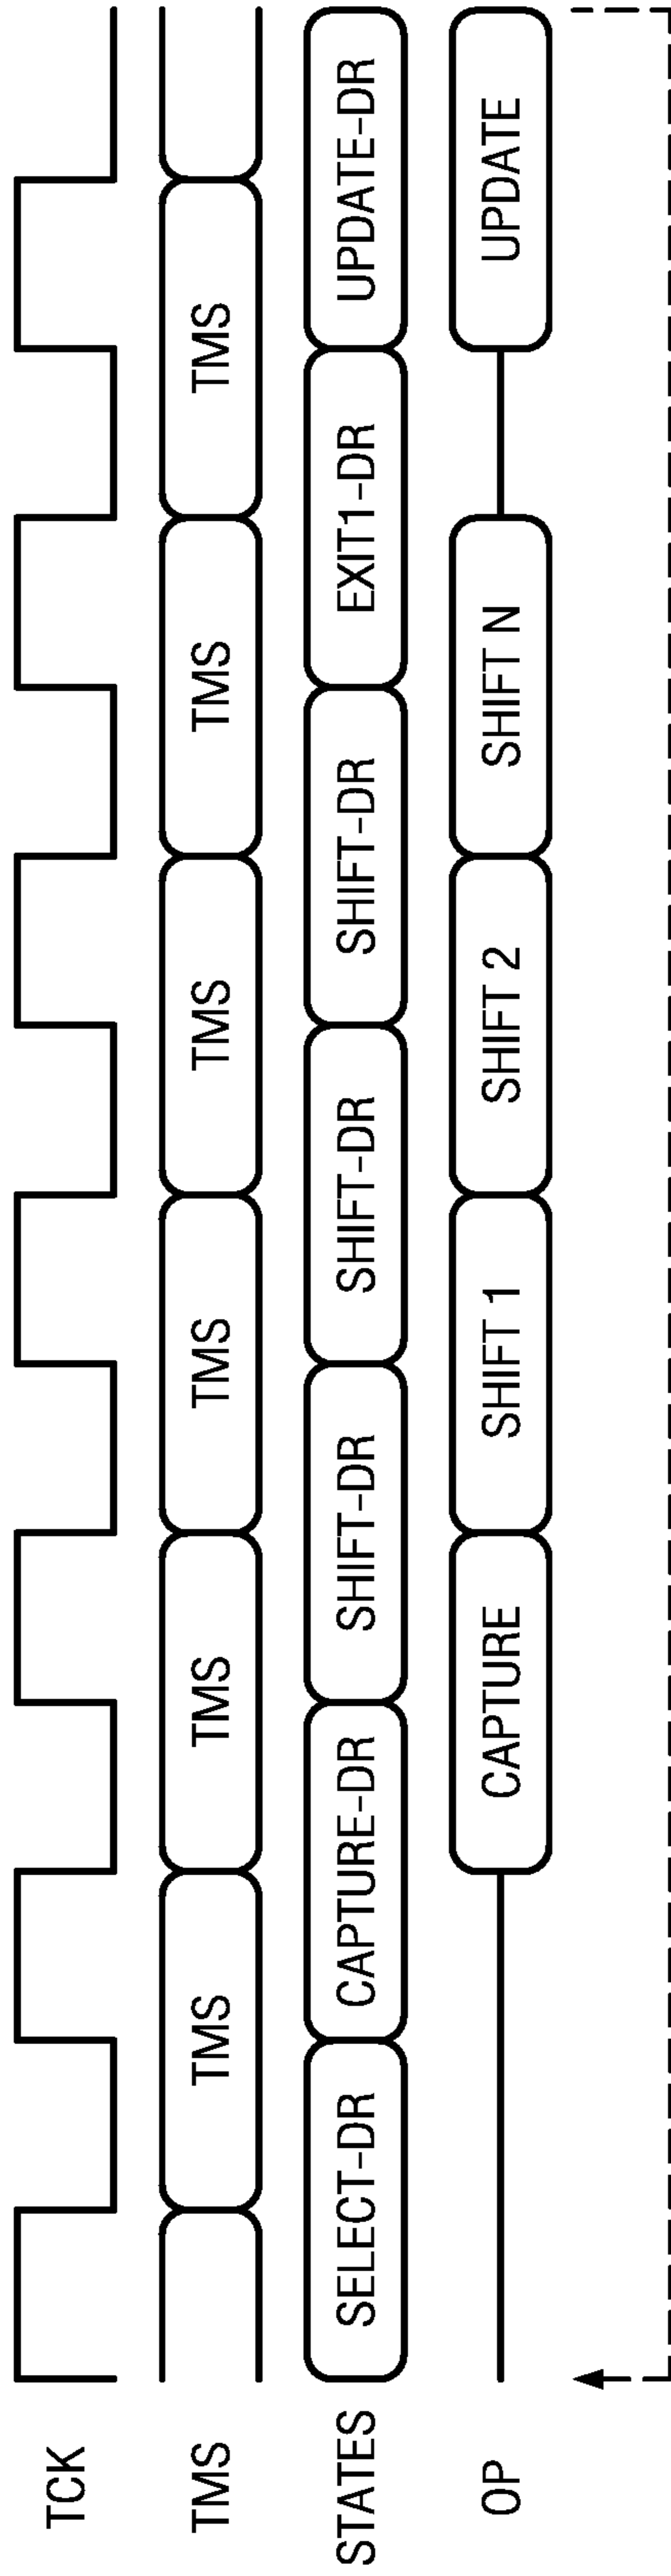 TCK
TMS
TMS
TMS
TMS
TMS
TMS
TMS
TMS
STATES
SELECT-DR
CAPTURE-DR
SHIFT-DR
SHIFT-DR
SHIFT-DR
EXIT1-DR
UPDATE-DR
OP
CAPTURE
SHIFT 1
SHIFT 2
SHIFT N
UPDATE